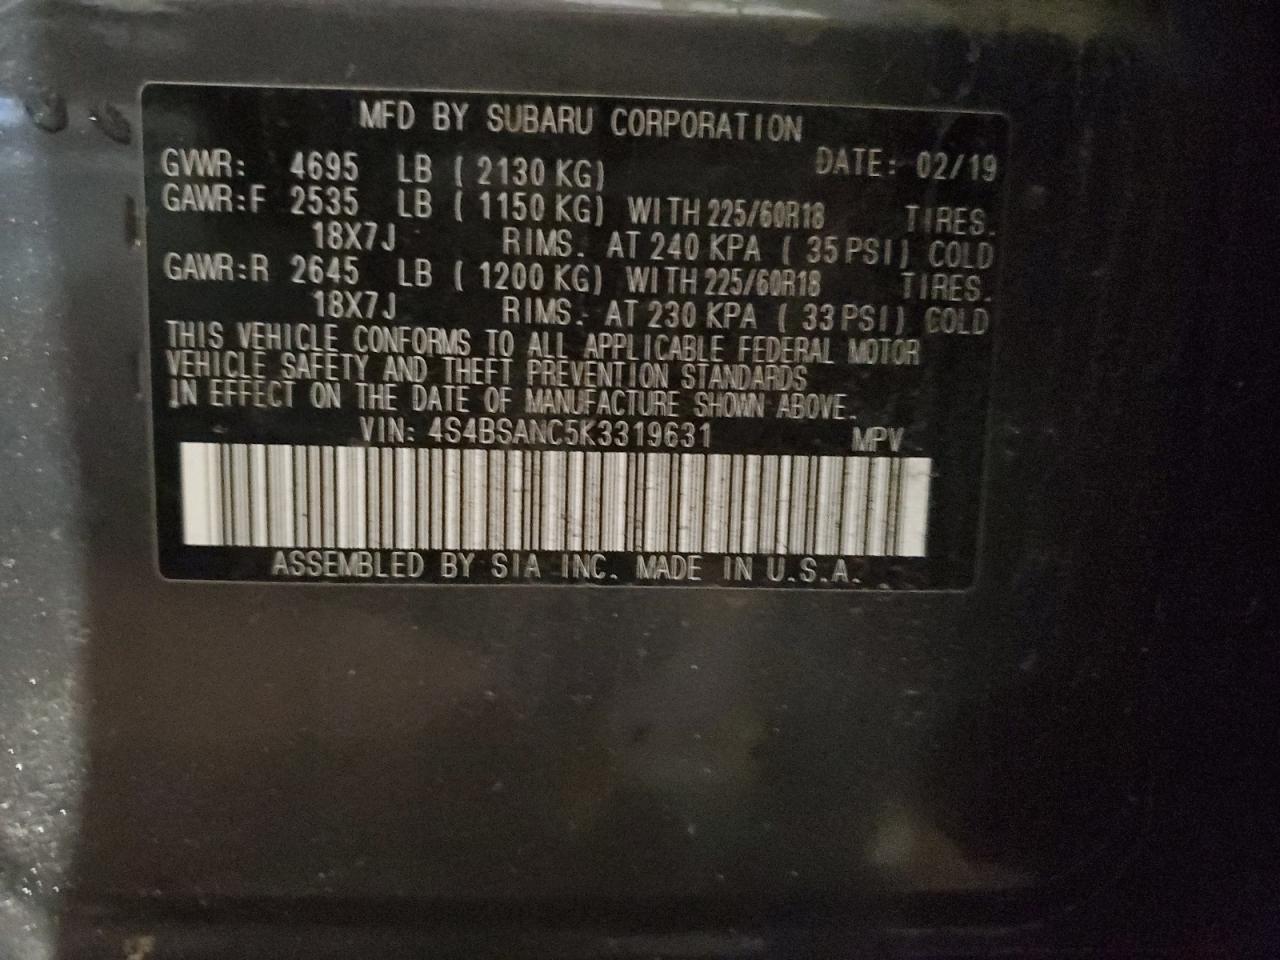 MFD BY SUBARU CORPORATION
GVWR: 4695 LB ( 2130 KG) DATE: 02/19
GAWR:F 2535 LB ( 1150 KG) WITH 225/60R18 TIRES.
18X7J RIMS. AT 240 KPA ( 35 PSI) COLD
GAWR:R 2645 LB ( 1200 KG) WITH 225/60R18 TIRES.
18X7J RIMS. AT 230 KPA ( 33 PSI) COLD
THIS VEHICLE CONFORMS TO ALL APPLICABLE FEDERAL MOTOR
VEHICLE SAFETY AND THEFT PREVENTION STANDARDS
IN EFFECT ON THE DATE OF MANUFACTURE SHOWN ABOVE.
VIN: 4S4BSANC5K3319631 MPV
ASSEMBLED BY SIA INC. MADE IN U.S.A.